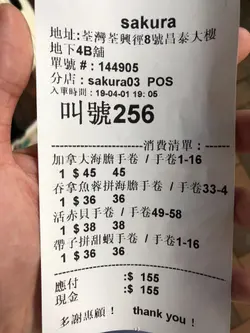 sakura
地址:荃灣荃興徑8號昌泰大樓
地下4B舖
單號 # : 144905
分店 : sakura03 POS
入單時間 : 19-04-01 19:05
叫號256
消費清單 :
加拿大海膽手卷 / 手卷1-16
1 $ 45 45
吞拿魚蓉拼海膽手卷 / 手卷33-4
1 $ 36 36
活赤貝手卷 / 手卷49-58
1 $ 38 38
帶子拼甜蝦手卷 / 手卷1-16
1 $ 36 36
應付 :$ 155
現金 :$ 155
多謝惠顧! thank you !